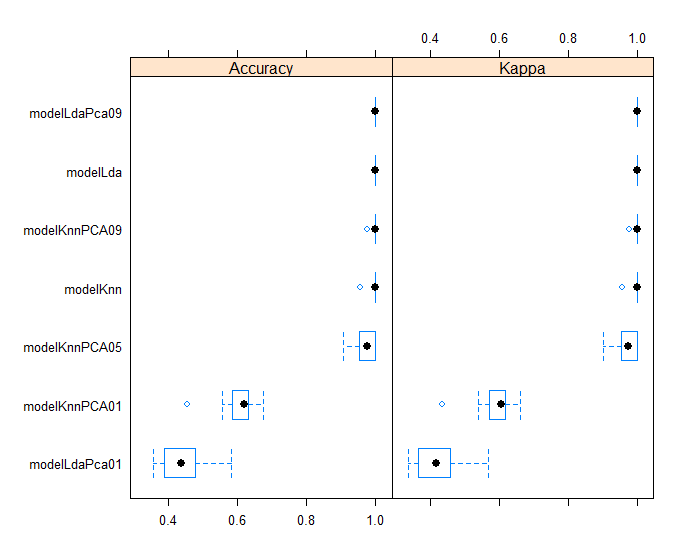 0.4 0.6 0.8 1.0
Accuracy Kappa
modelLdaPca09
modelLda
modelKnnPCA09
modelKnn
modelKnnPCA05
modelKnnPCA01
modelLdaPca01
0.4 0.6 0.8 1.0